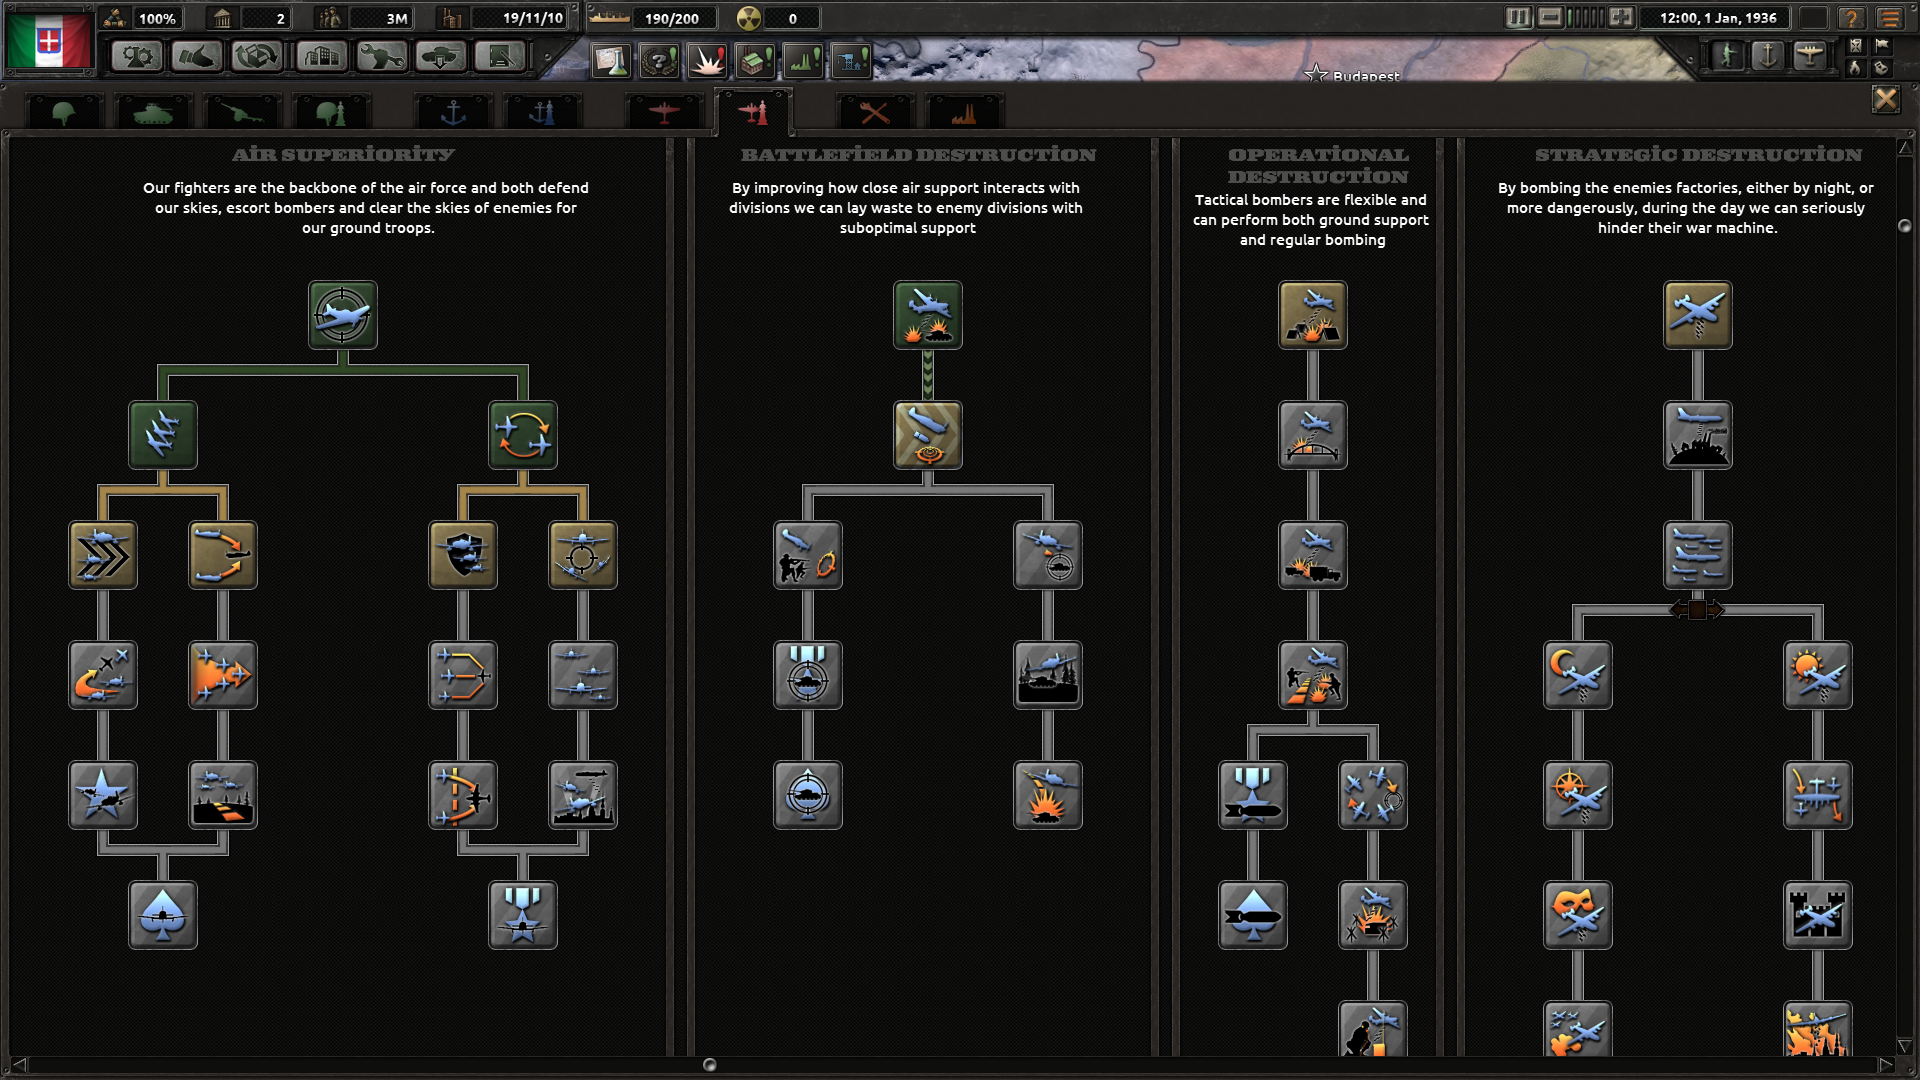 100%
2
3M
19/11/10
190/200
0
12:00, 1 Jan, 1936
Budapest
AIR SUPERIORITY
Our fighters are the backbone of the air force and both defend
our skies, escort bombers and clear the skies of enemies for
our ground troops.
BATTLEFIELD DESTRUCTION
By improving how close air support interacts with
divisions we can lay waste to enemy divisions with
suboptimal support
OPERATIONAL
DESTRUCTION
Tactical bombers are flexible and
can perform both ground support
and regular bombing
STRATEGIC DESTRUCTION
By bombing the enemies factories, either by night, or
more dangerously, during the day we can seriously
hinder their war machine.